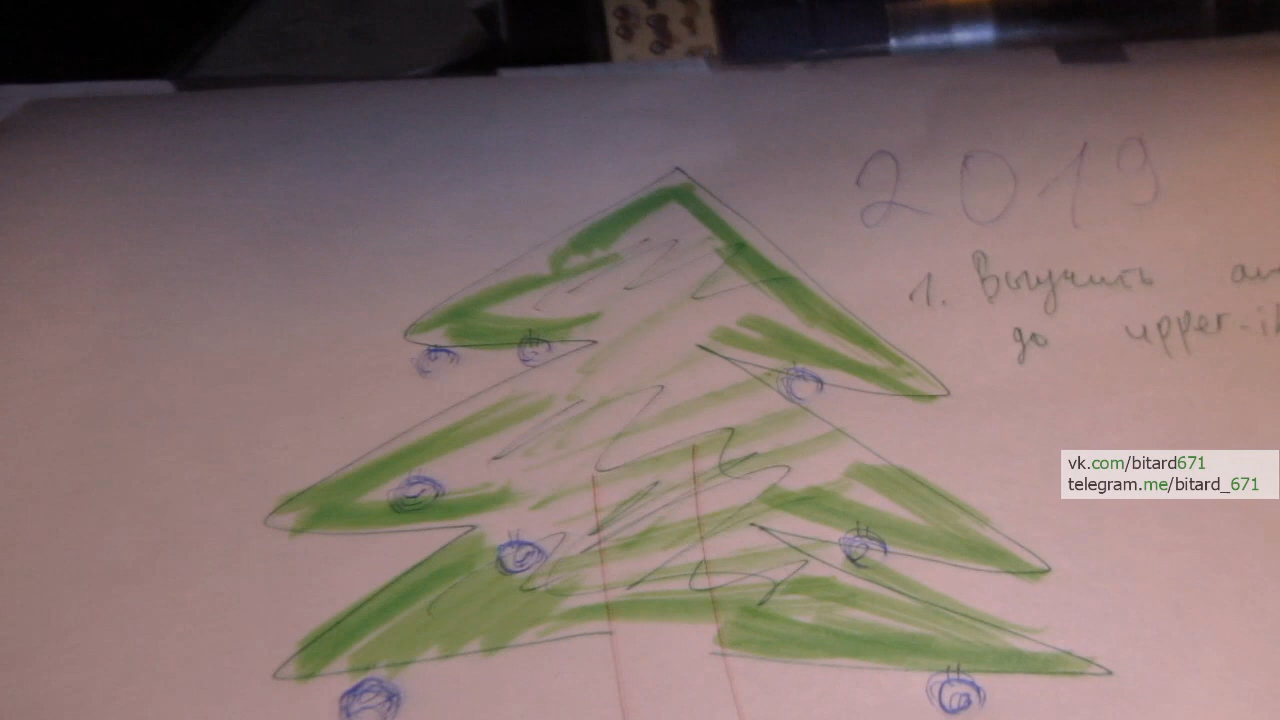 2019
1. Выучить
до upper-i
vk.com/bitard671
telegram.me/bitard_671